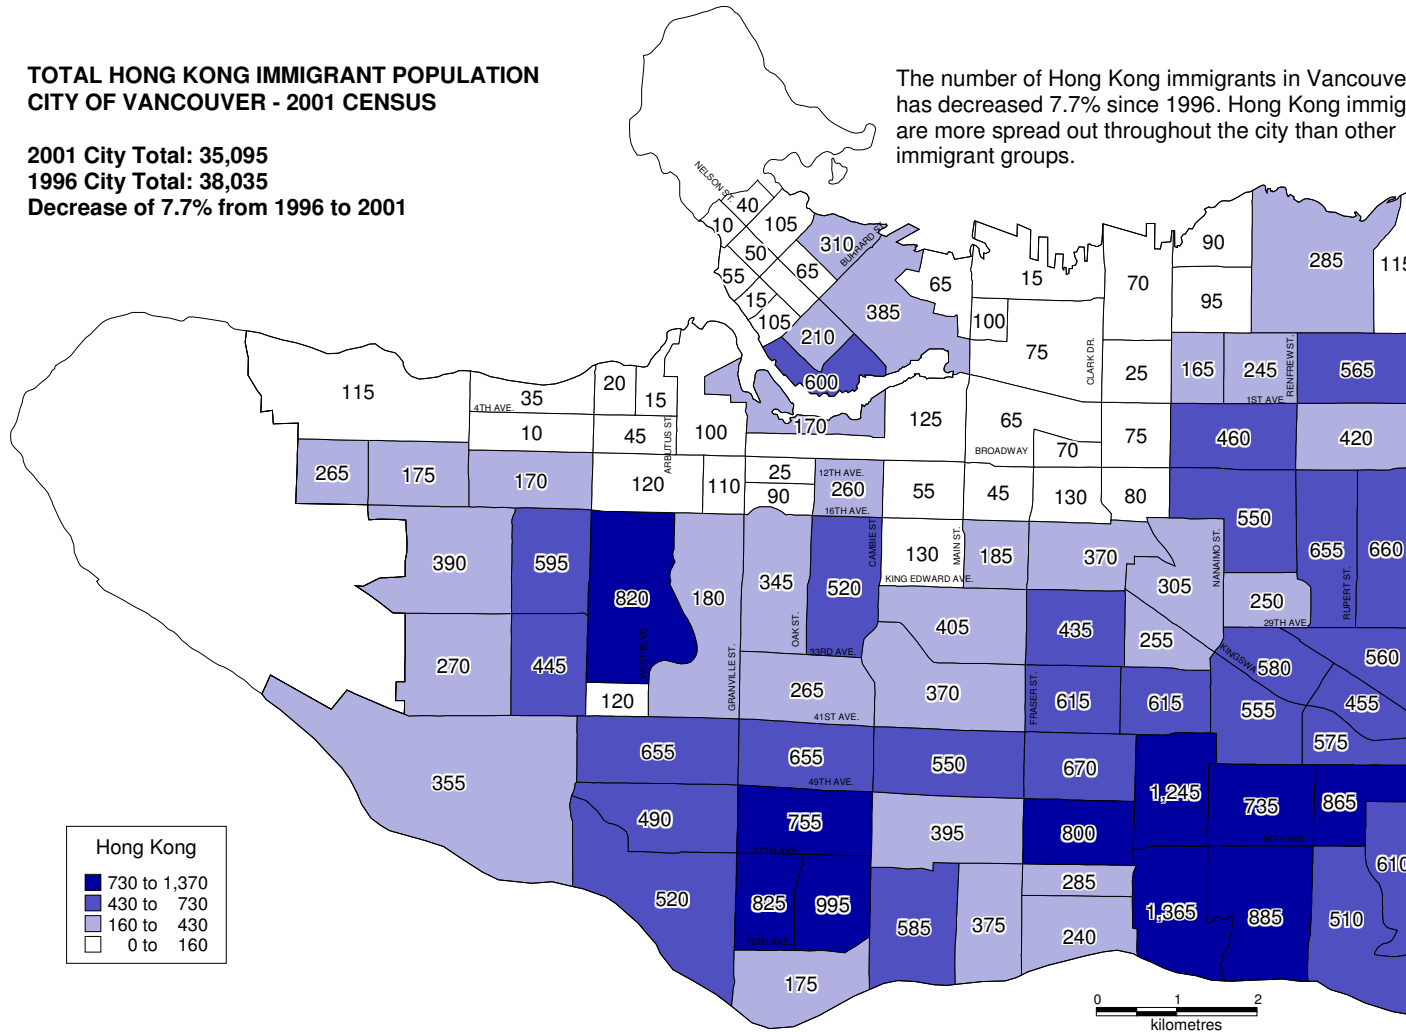 TOTAL HONG KONG IMMIGRANT POPULATION
CITY OF VANCOUVER - 2001 CENSUS
2001 City Total: 35,095
1996 City Total: 38,035
Decrease of 7.7% from 1996 to 2001
The number of Hong Kong immigrants in Vancouve
has decreased 7.7% since 1996. Hong Kong immig
are more spread out throughout the city than other
immigrant groups.
NELSON ST.
40
10
105
310
BURRARD ST.
50
65
55
15
105
210
385
600
65
15
100
75
70
CLARK DR.
25
90
95
285
115
165
245
RENFREW ST.
565
1ST AVE.
115
35
4TH AVE.
20
15
10
45
ARBUTUS ST.
100
170
125
65
BROADWAY
70
75
460
420
265
175
170
120
110
25
90
12TH AVE.
260
16TH AVE.
55
45
130
80
550
655
660
390
595
820
180
345
520
CAMBIE ST.
130
MAIN ST.
KING EDWARD AVE.
185
370
305
NANAIMO ST.
250
29TH AVE.
RUPERT ST.
270
445
WEST BLVD.
120
GRANVILLE ST.
OAK ST.
33RD AVE.
265
41ST AVE.
405
370
435
255
KINGSWA
580
560
FRASER ST.
615
615
555
455
575
355
655
655
49TH AVE.
550
670
1,245
735
865
490
755
57TH AVE.
395
800
54TH AVE.
610
520
825
995
70TH AVE.
585
375
285
240
1,365
885
510
175
Hong Kong
730 to 1,370
430 to 730
160 to 430
0 to 160
0 1 2
kilometres